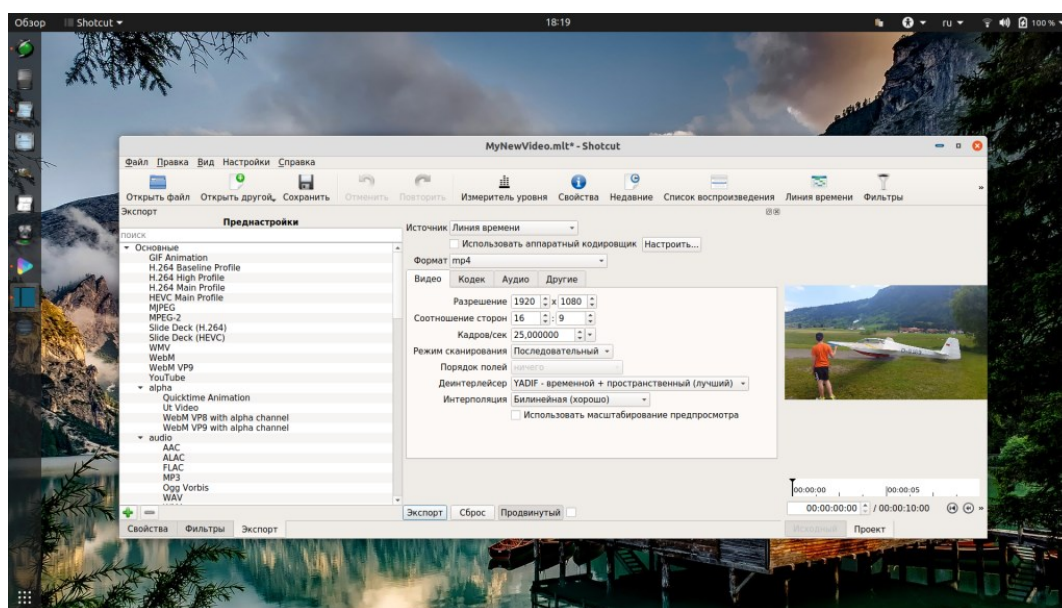 Обзор Shotcut 18:19 ru 100 %
MyNewVideo.mlt* - Shotcut
Файл Правка Вид Настройки Справка
Открыть файл Открыть другой, Сохранить Отменить Повторить Измеритель уровня Свойства Недавние Список воспроизведения Линия времени Фильтры »
Экспорт
Преднастройки
поиск
Основные
GIF Animation
H.264 Baseline Profile
H.264 High Profile
H.264 Main Profile
HEVC Main Profile
MJPEG
MPEG-2
Slide Deck (H.264)
Slide Deck (HEVC)
WMV
WebM
WebM VP9
YouTube
alpha
Quicktime Animation
Ut Video
WebM VP8 with alpha channel
WebM VP9 with alpha channel
audio
AAC
ALAC
FLAC
MP3
Ogg Vorbis
WAV
Источник Линия времени
Использовать аппаратный кодировщик Настроить...
Формат mp4
Видео Кодек Аудио Другие
Разрешение 1920 x 1080
Соотношение сторон 16 : 9
Кадров/сек 25,000000
Режим сканирования Последовательный
Порядок полей ничего
Деинтерлейсер YADIF - временной + пространственный (лучший)
Интерполяция Билинейная (хорошо)
Использовать масштабирование предпросмотра
Экспорт Сброс Продвинутый
Свойства Фильтры Экспорт
00:00:00 00:00:05
00:00:00:00 / 00:00:10:00 »
Исходный Проект